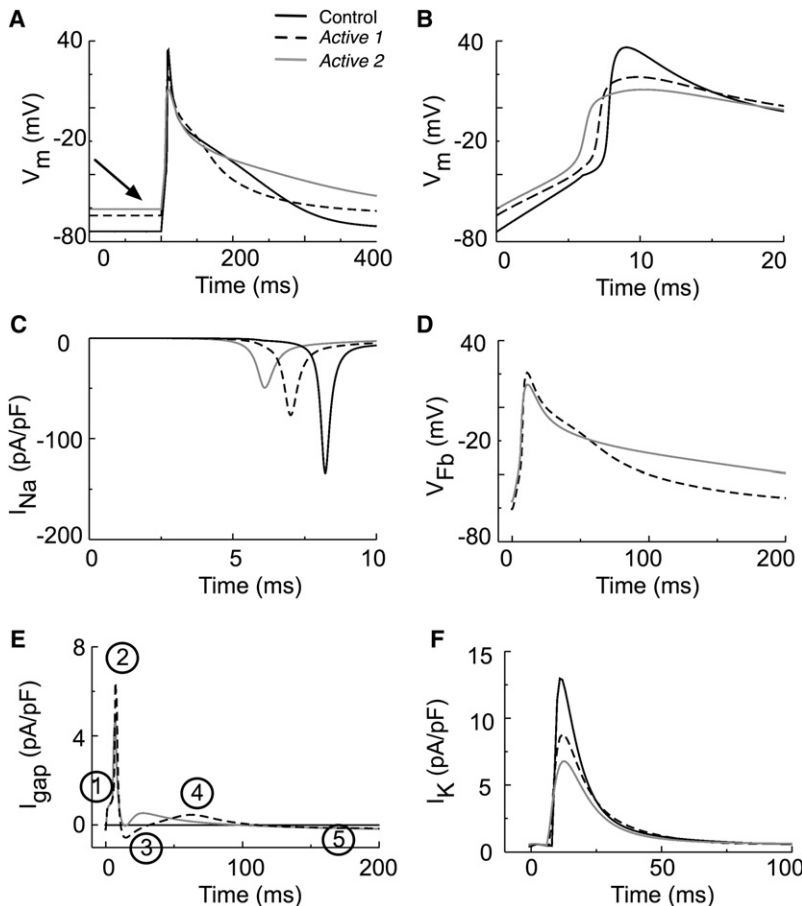 A
Control
Active 1
Active 2
40
-20
-80
V_m (mV)
0 200 400
Time (ms)
B
40
-20
-80
V_m (mV)
0 10 20
Time (ms)
C
0
-100
-200
I_Na (pA/pF)
0 5 10
Time (ms)
D
40
-20
-80
V_Fb (mV)
0 100 200
Time (ms)
E
8
4
0
I_gap (pA/pF)
1
2
3
4
5
0 100 200
Time (ms)
F
15
10
5
0
I_K (pA/pF)
0 50 100
Time (ms)